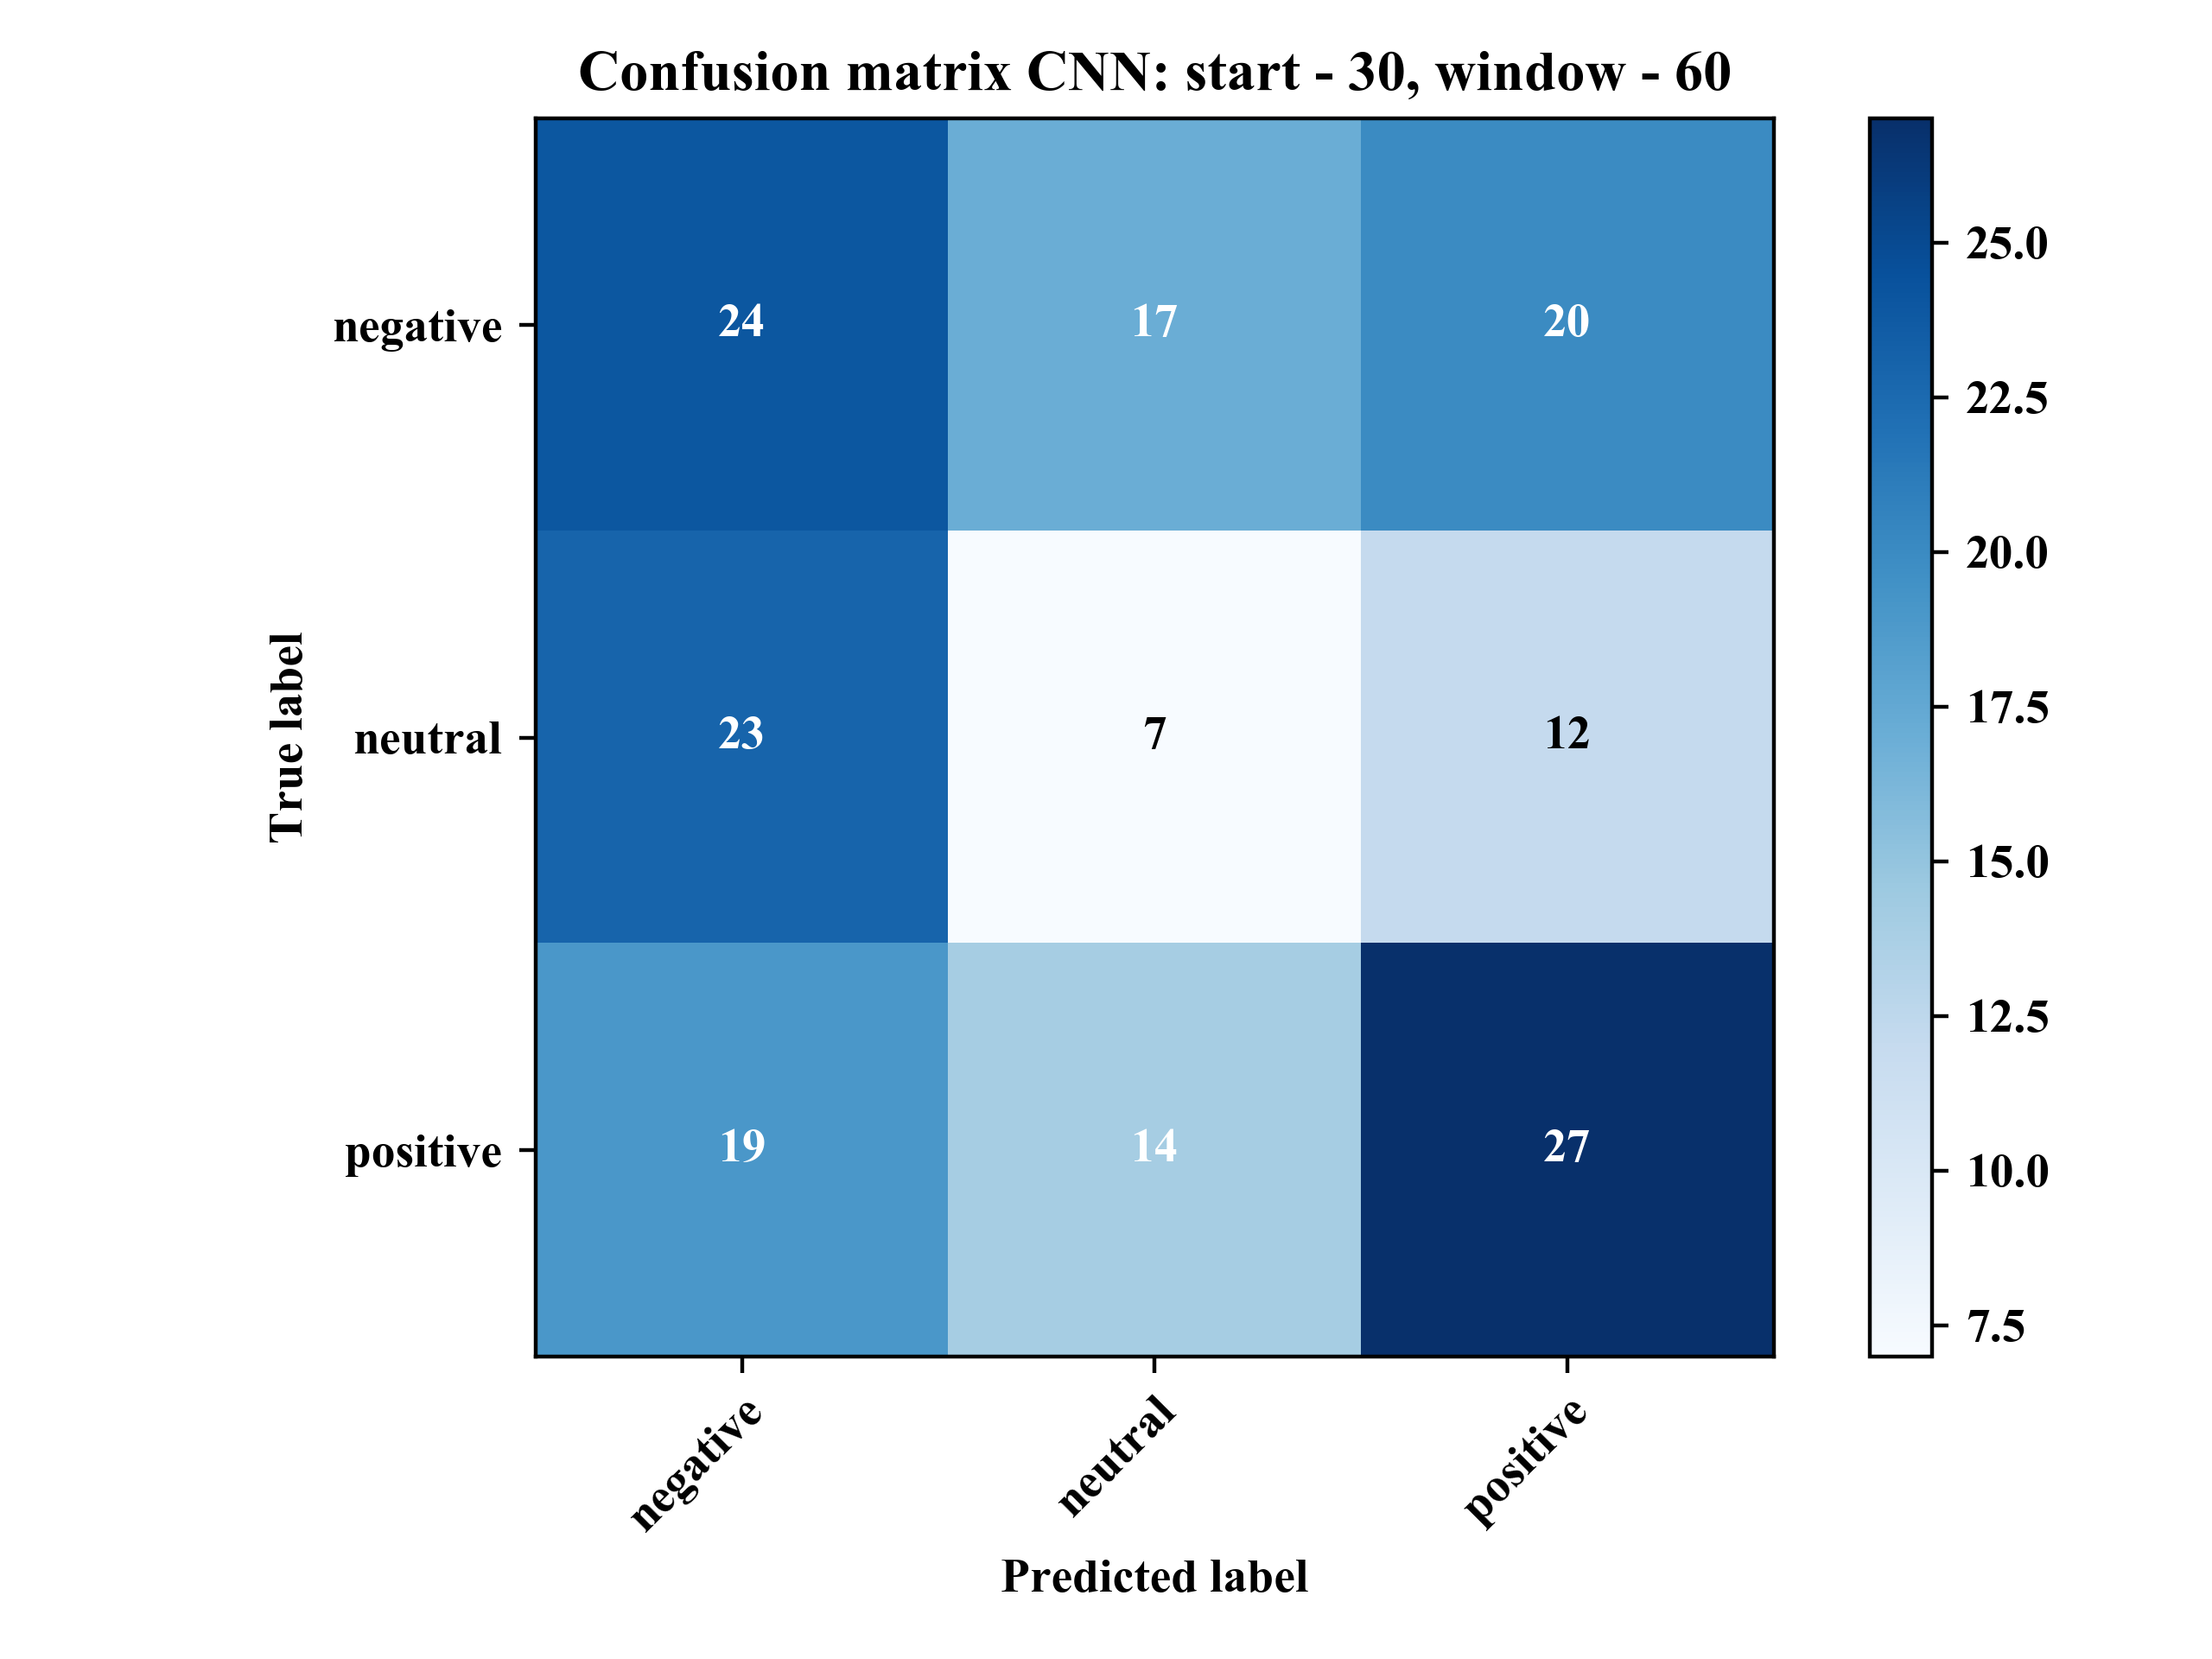 Confusion matrix CNN: start - 30, window - 60
True label
negative
24
17
20
neutral
23
7
12
positive
19
14
27
negative
neutral
positive
Predicted label
25.0
22.5
20.0
17.5
15.0
12.5
10.0
7.5